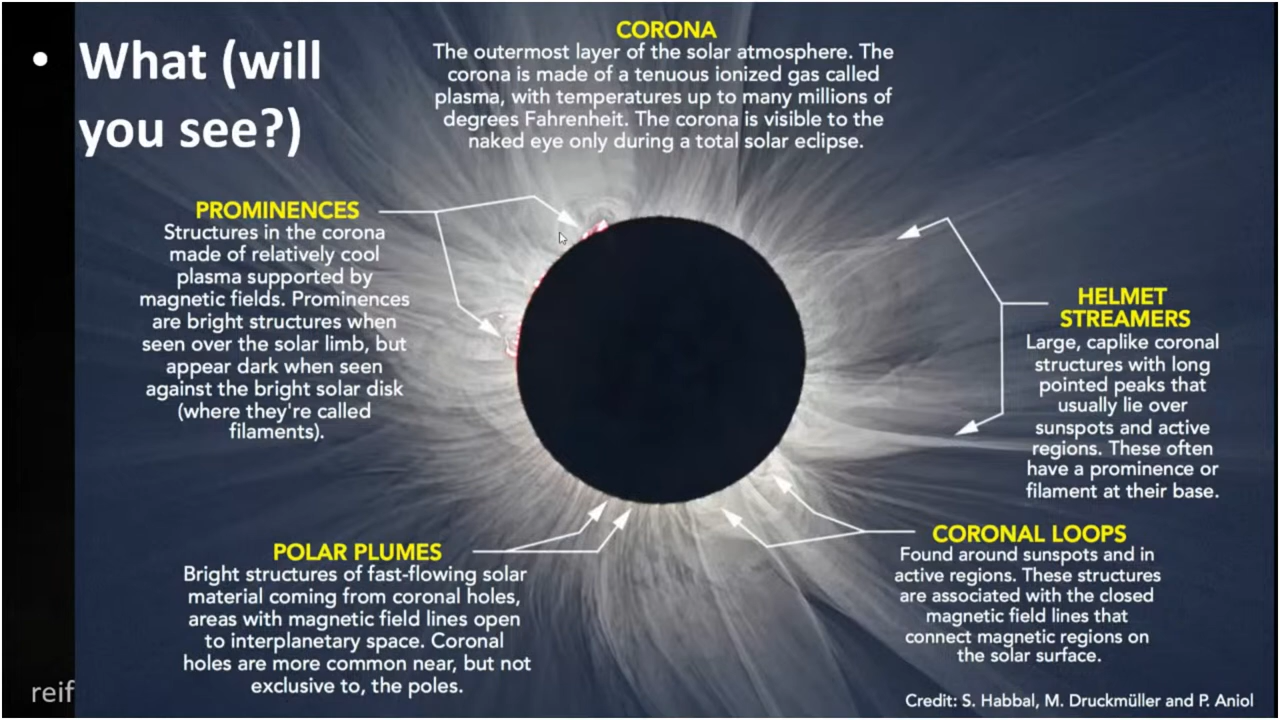 • What (will
you see?)
CORONA
The outermost layer of the solar atmosphere. The
corona is made of a tenuous ionized gas called
plasma, with temperatures up to many millions of
degrees Fahrenheit. The corona is visible to the
naked eye only during a total solar eclipse.
PROMINENCES
Structures in the corona
made of relatively cool
plasma supported by
magnetic fields. Prominences
are bright structures when
seen over the solar limb, but
appear dark when seen
against the bright solar disk
(where they're called
filaments).
HELMET
STREAMERS
Large, caplike coronal
structures with long
pointed peaks that
usually lie over
sunspots and active
regions. These often
have a prominence or
filament at their base.
POLAR PLUMES
Bright structures of fast-flowing solar
material coming from coronal holes,
areas with magnetic field lines open
to interplanetary space. Coronal
holes are more common near, but not
exclusive to, the poles.
CORONAL LOOPS
Found around sunspots and in
active regions. These structures
are associated with the closed
magnetic field lines that
connect magnetic regions on
the solar surface.
reif
Credit: S. Habbal, M. Druckmüller and P. Aniol